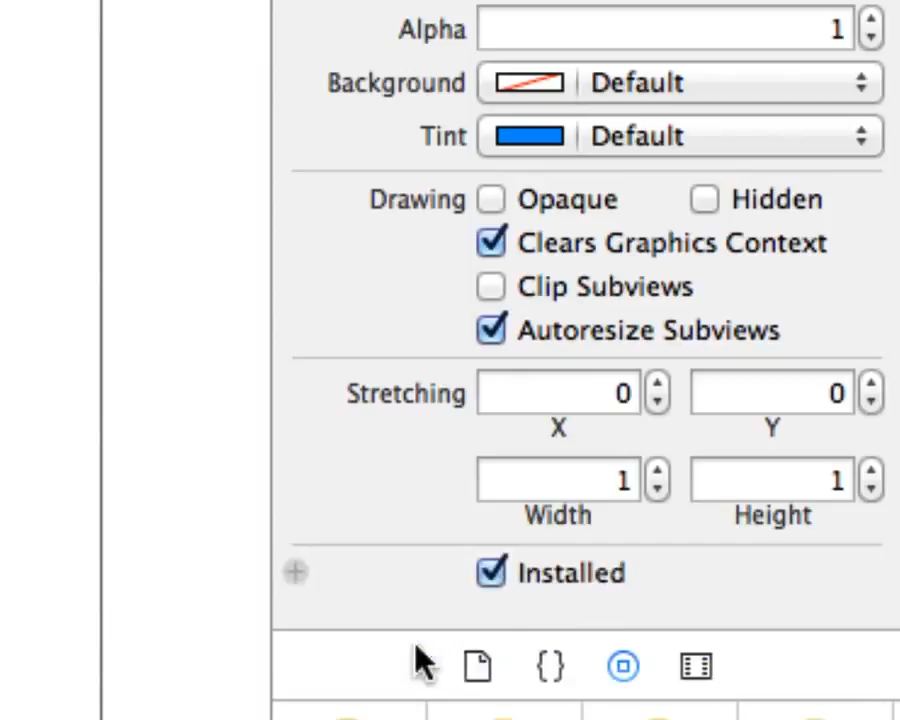 Alpha 1
Background Default
Tint Default
Drawing Opaque Hidden
Clears Graphics Context
Clip Subviews
Autoresize Subviews
Stretching 0 0
X Y
1 1
Width Height
Installed
{}